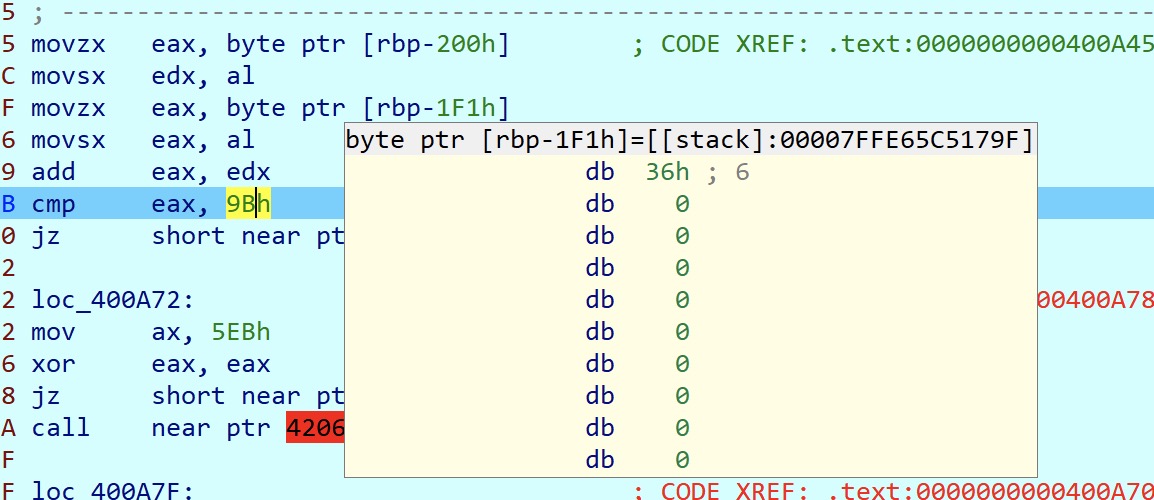 5 ; ------------------------------------------------------------------------
5 movzx eax, byte ptr [rbp-200h] ; CODE XREF: .text:0000000000400A45
C movsx edx, al
F movzx eax, byte ptr [rbp-1F1h]
6 movsx eax, al
byte ptr [rbp-1F1h]=[[stack]:00007FFE65C5179F]
9 add eax, edx
db 36h ; 6
B cmp eax, 9Bh
db 0
0 jz short near pt
db 0
2
db 0
2 loc_400A72:
db 0
00400A78
2 mov ax, 5EBh
db 0
6 xor eax, eax
db 0
8 jz short near pt
db 0
A call near ptr 4206
db 0
F
db 0
F loc_400A7F: ; CODE XREF: .text:0000000000400A70